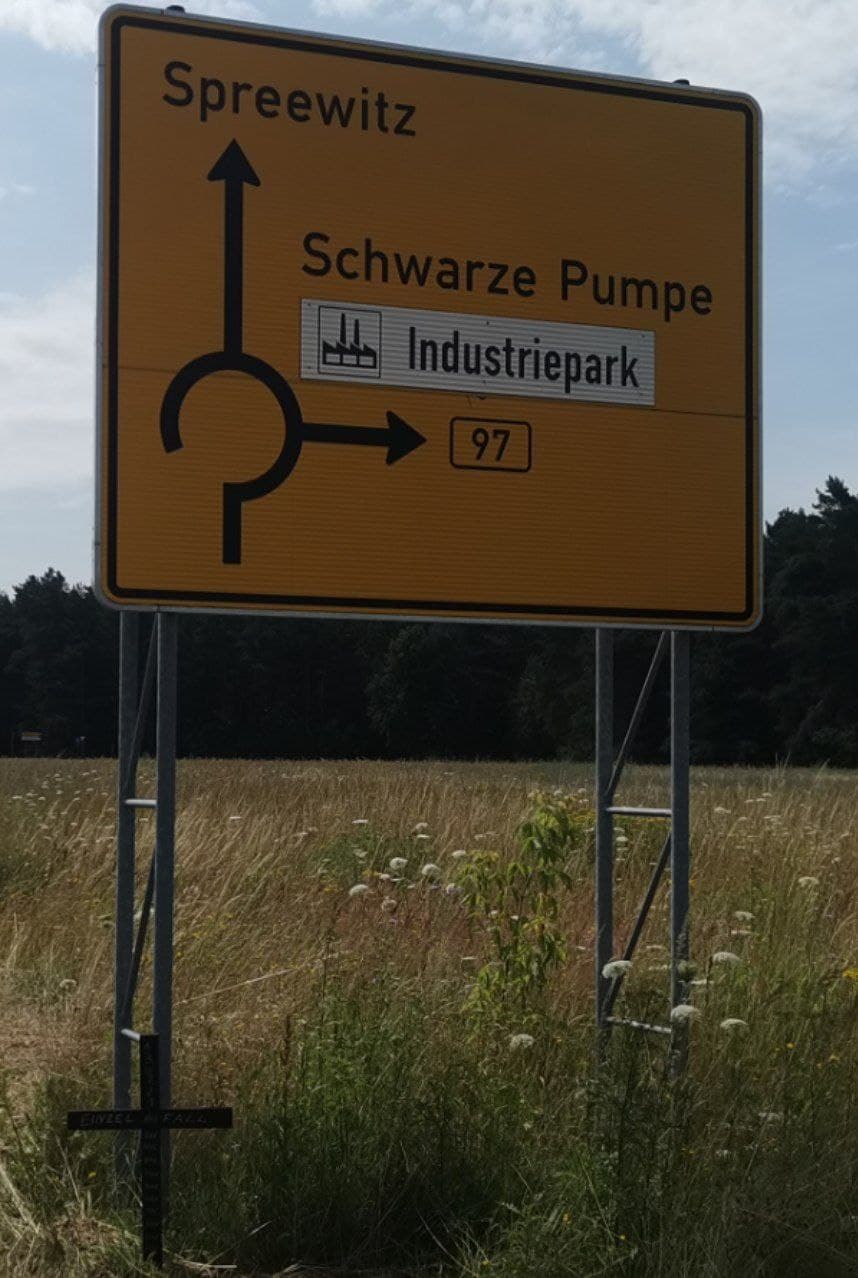 Spreewitz
Schwarze Pumpe
Industriepark
97